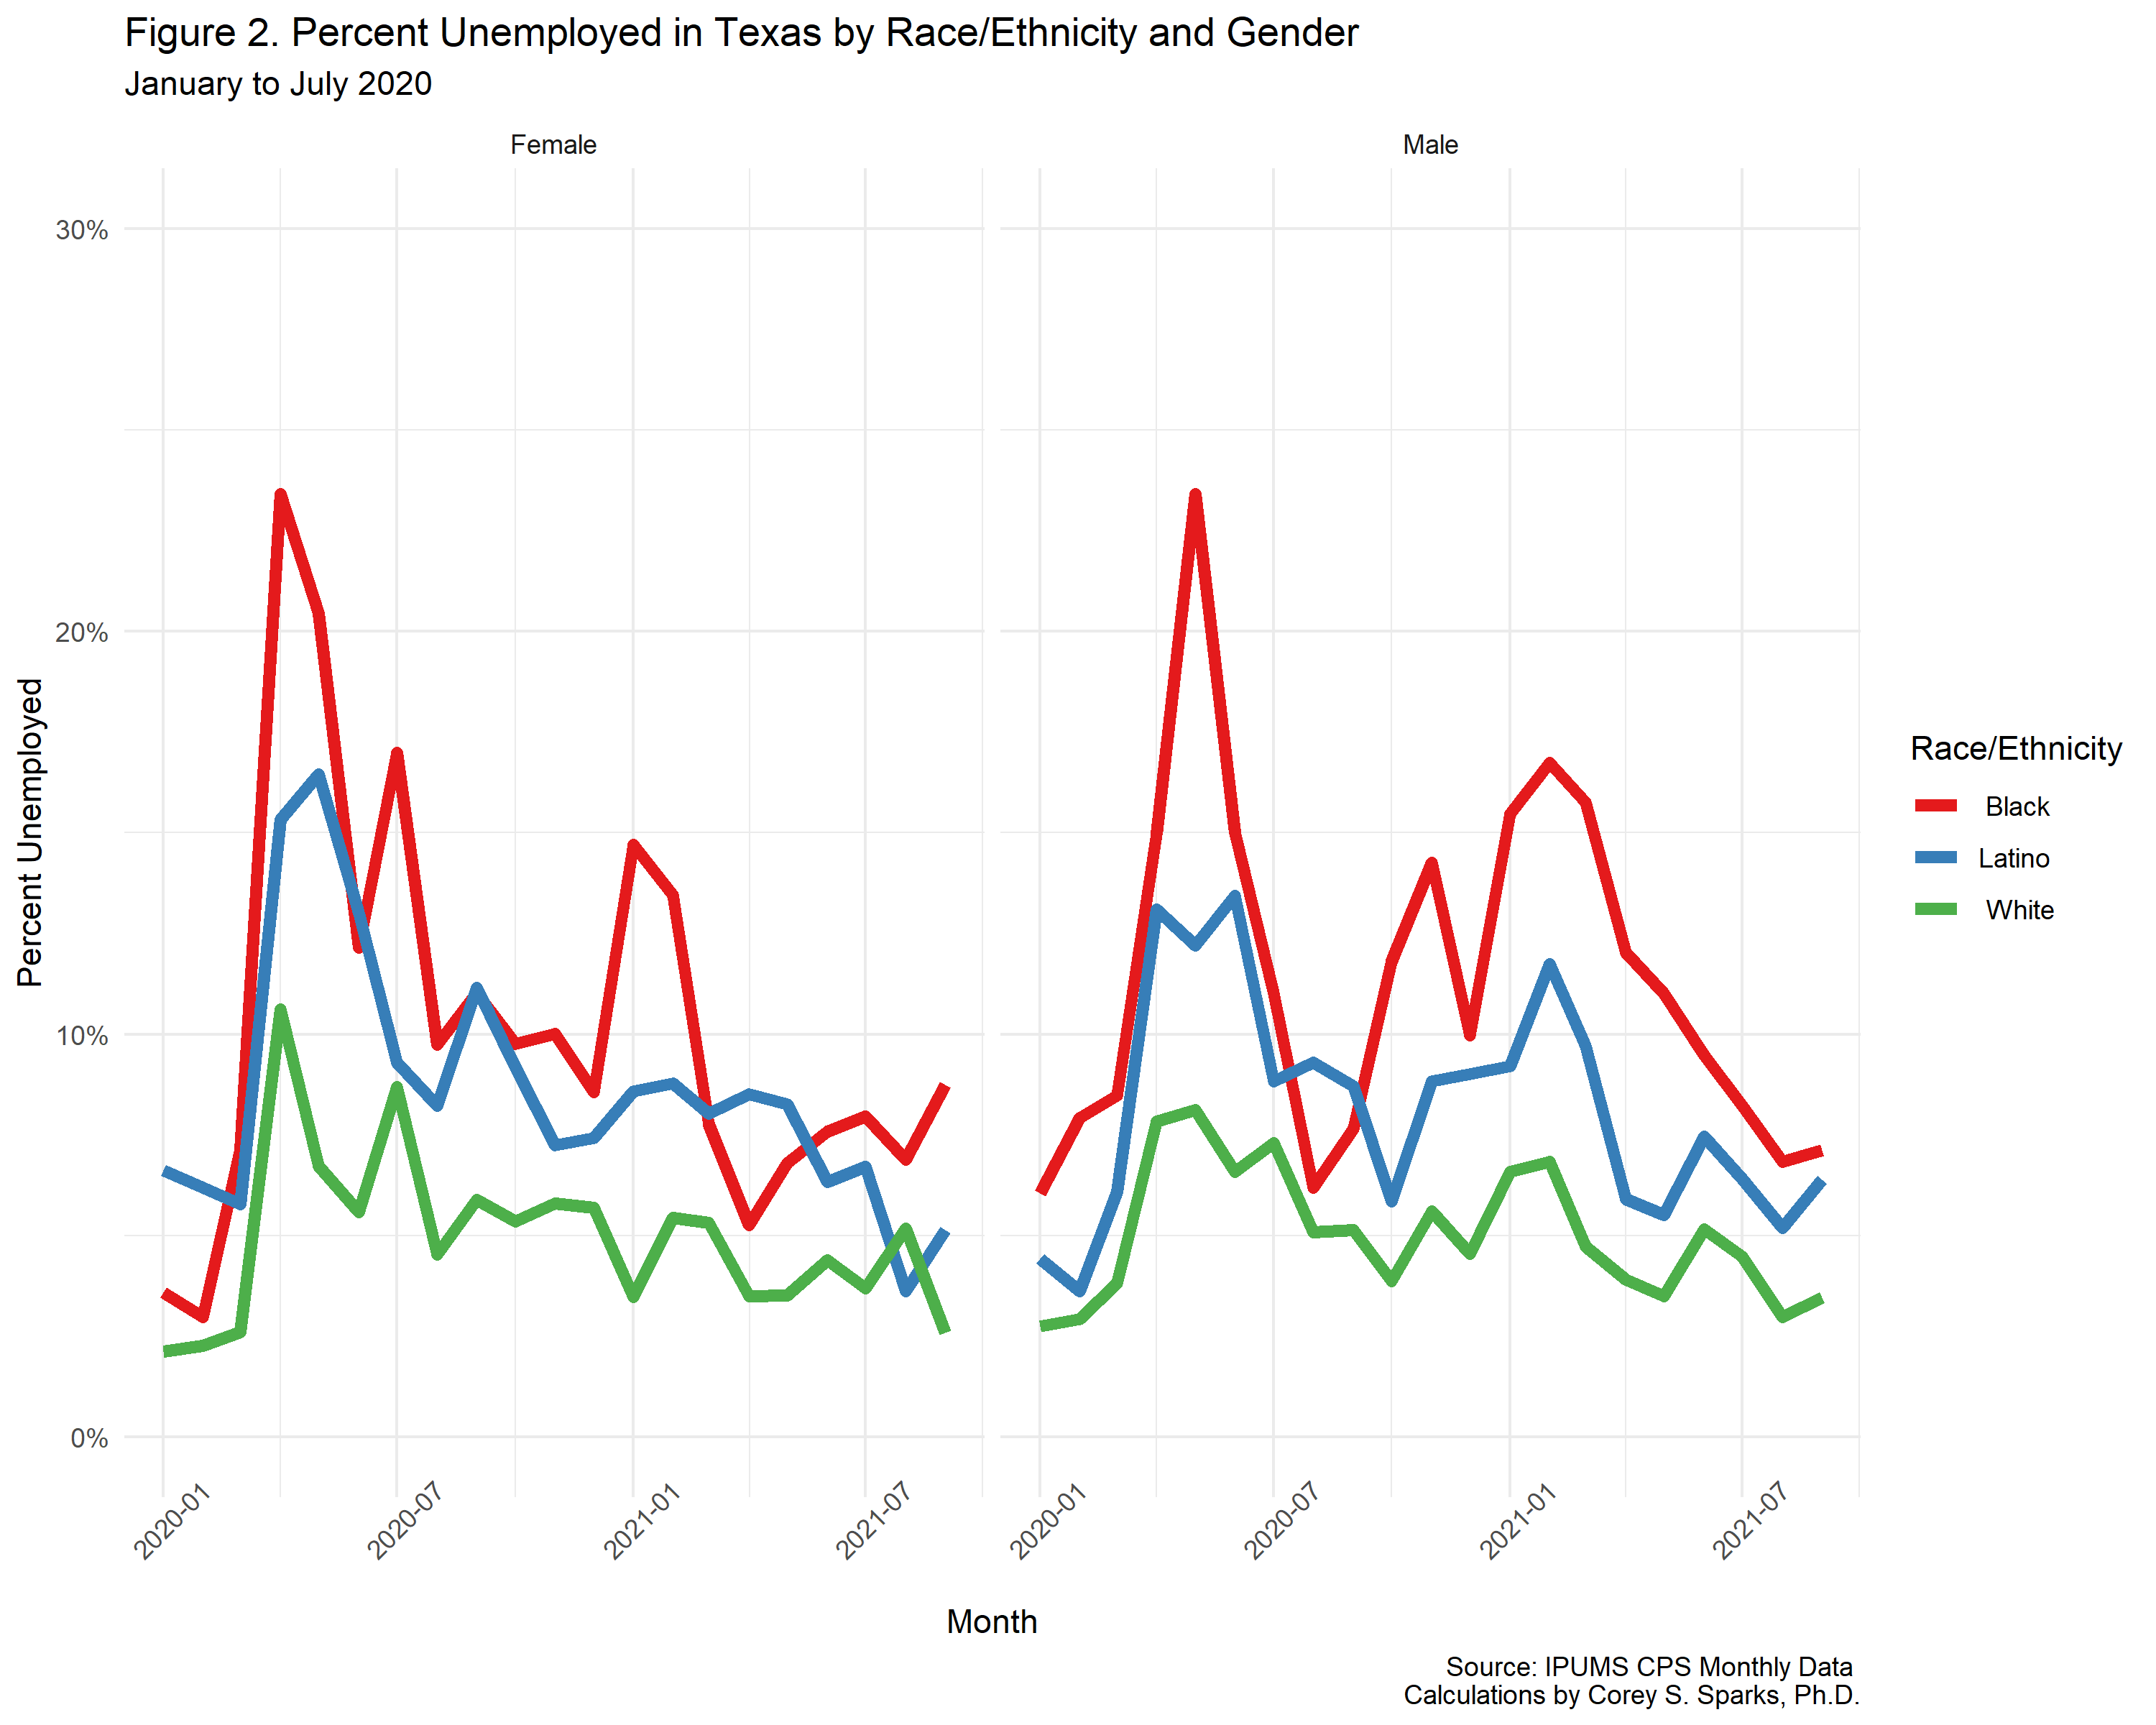 Figure 2. Percent Unemployed in Texas by Race/Ethnicity and Gender
January to July 2020
Female
Male
Percent Unemployed
30%
20%
10%
0%
2020-01
2020-07
2021-01
2021-07
2020-01
2020-07
2021-01
2021-07
Month
Race/Ethnicity
Black
Latino
White
Source: IPUMS CPS Monthly Data
Calculations by Corey S. Sparks, Ph.D.